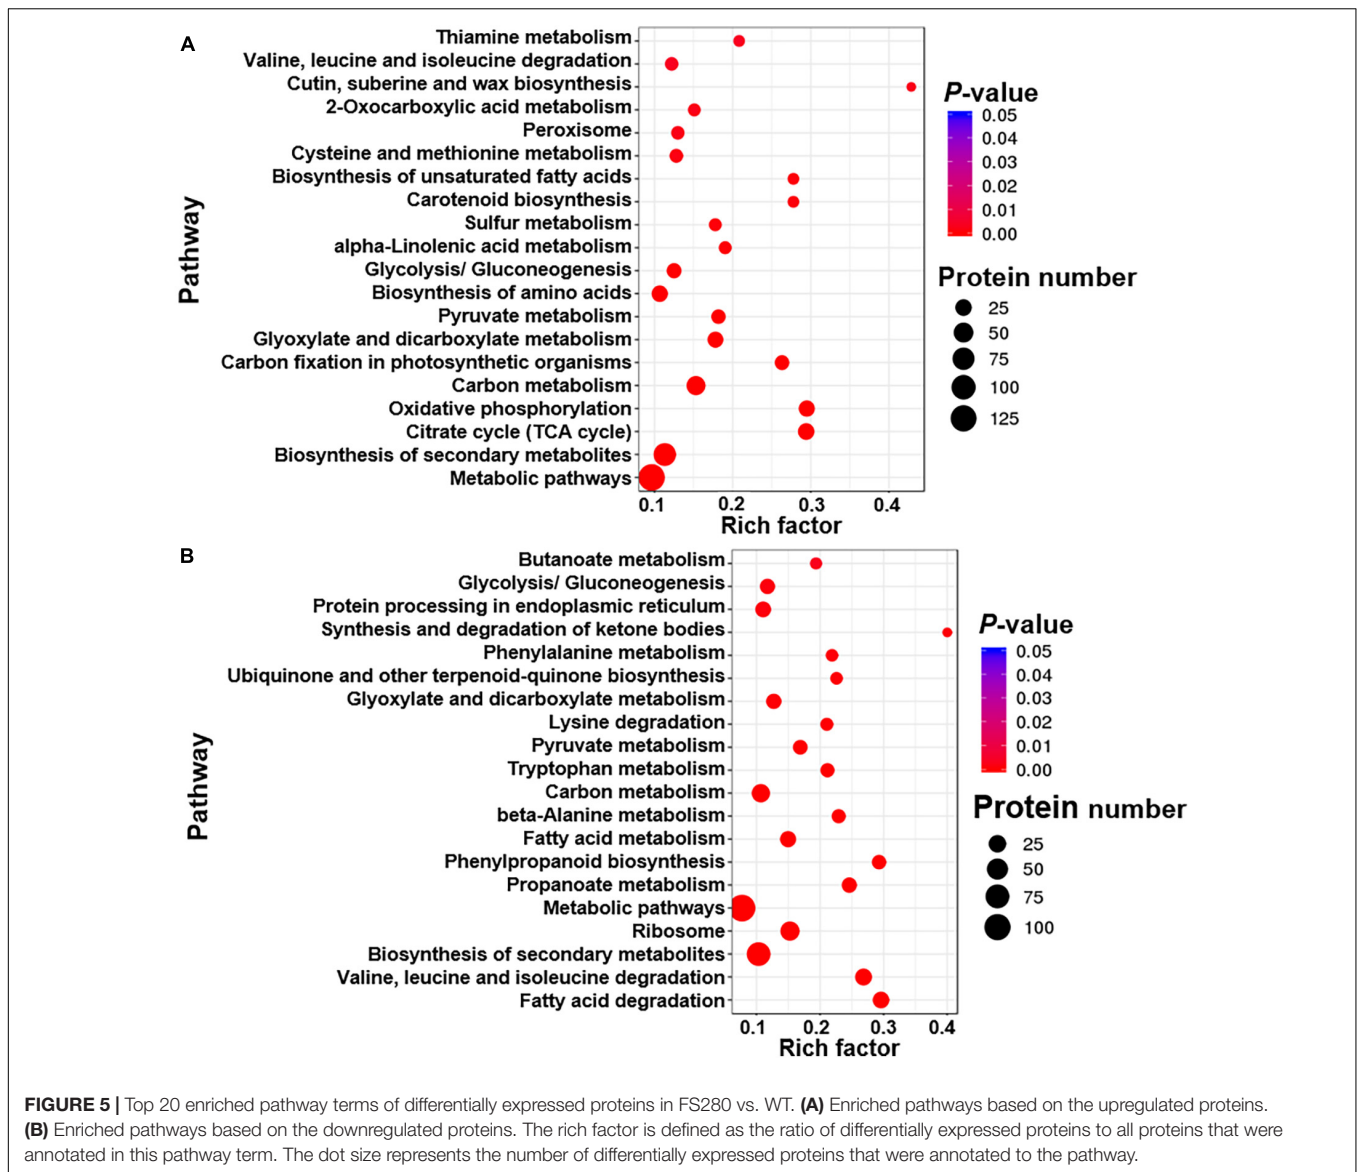 A
Thiamine metabolism
Valine, leucine and isoleucine degradation
Cutin, suberine and wax biosynthesis
2-Oxocarboxylic acid metabolism
Peroxisome
Cysteine and methionine metabolism
Biosynthesis of unsaturated fatty acids
Carotenoid biosynthesis
Sulfur metabolism
alpha-Linolenic acid metabolism
Glycolysis/ Gluconeogenesis
Biosynthesis of amino acids
Pyruvate metabolism
Glyoxylate and dicarboxylate metabolism
Carbon fixation in photosynthetic organisms
Carbon metabolism
Oxidative phosphorylation
Citrate cycle (TCA cycle)
Biosynthesis of secondary metabolites
Metabolic pathways
Pathway
0.1 0.2 0.3 0.4
Rich factor
P-value
0.05
0.04
0.03
0.02
0.01
0.00
Protein number
25
50
75
100
125
B
Butanoate metabolism
Glycolysis/ Gluconeogenesis
Protein processing in endoplasmic reticulum
Synthesis and degradation of ketone bodies
Phenylalanine metabolism
Ubiquinone and other terpenoid-quinone biosynthesis
Glyoxylate and dicarboxylate metabolism
Lysine degradation
Pyruvate metabolism
Tryptophan metabolism
Carbon metabolism
beta-Alanine metabolism
Fatty acid metabolism
Phenylpropanoid biosynthesis
Propanoate metabolism
Metabolic pathways
Ribosome
Biosynthesis of secondary metabolites
Valine, leucine and isoleucine degradation
Fatty acid degradation
Pathway
0.1 0.2 0.3 0.4
Rich factor
P-value
0.05
0.04
0.03
0.02
0.01
0.00
Protein number
25
50
75
100
FIGURE 5 | Top 20 enriched pathway terms of differentially expressed proteins in FS280 vs. WT. (A) Enriched pathways based on the upregulated proteins.
(B) Enriched pathways based on the downregulated proteins. The rich factor is defined as the ratio of differentially expressed proteins to all proteins that were
annotated in this pathway term. The dot size represents the number of differentially expressed proteins that were annotated to the pathway.